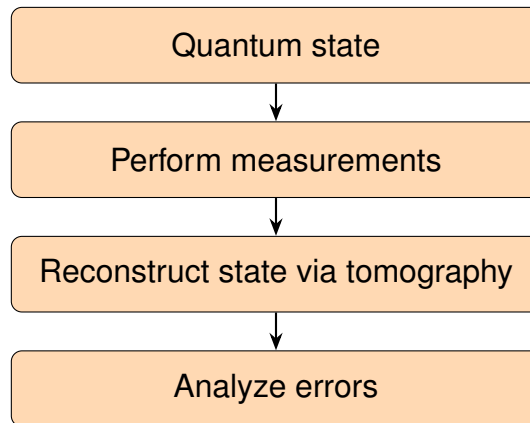 Quantum state
Perform measurements
Reconstruct state via tomography
Analyze errors